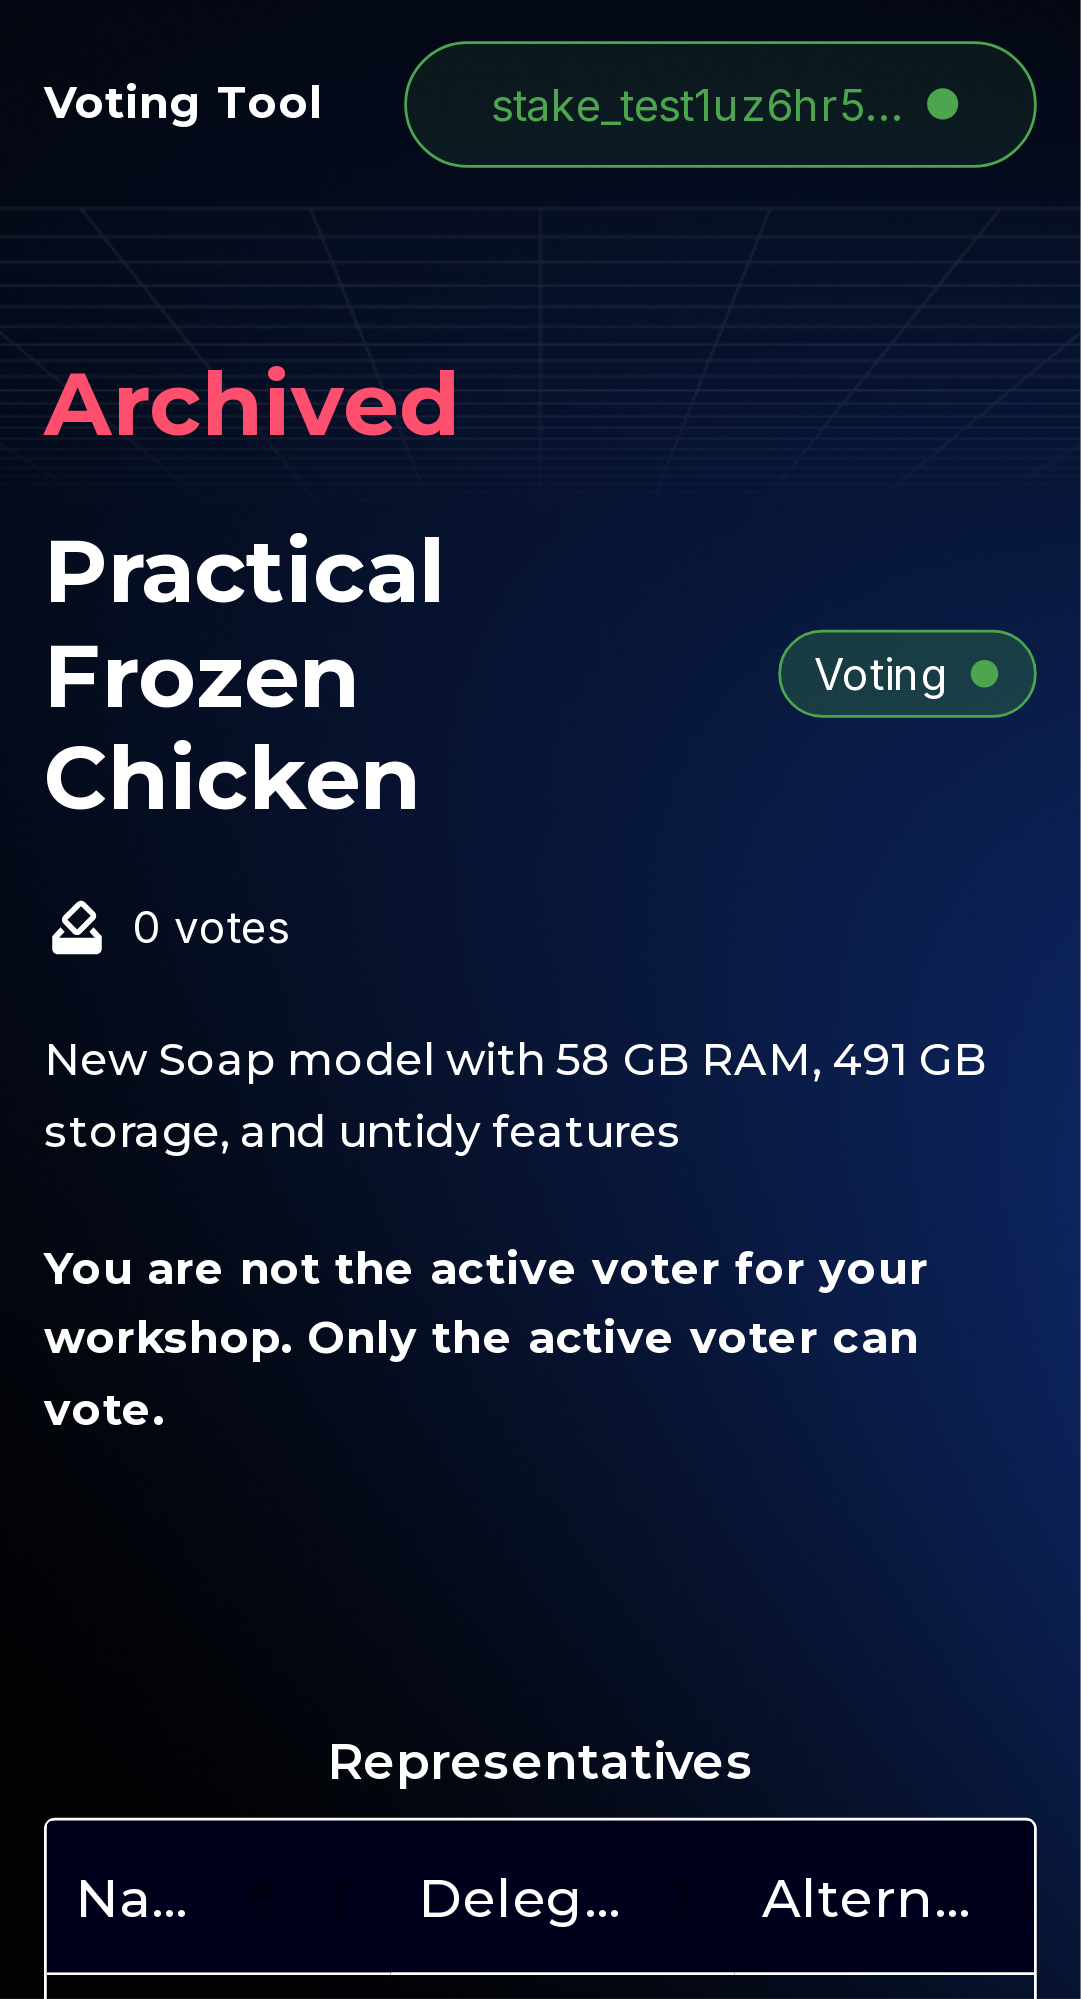 Voting Tool
stake_test1uz6hr5...
Archived
Practical
Frozen
Chicken
Voting
0 votes
New Soap model with 58 GB RAM, 491 GB
storage, and untidy features
You are not the active voter for your
workshop. Only the active voter can
vote.
Representatives
Na... Deleg... Altern...